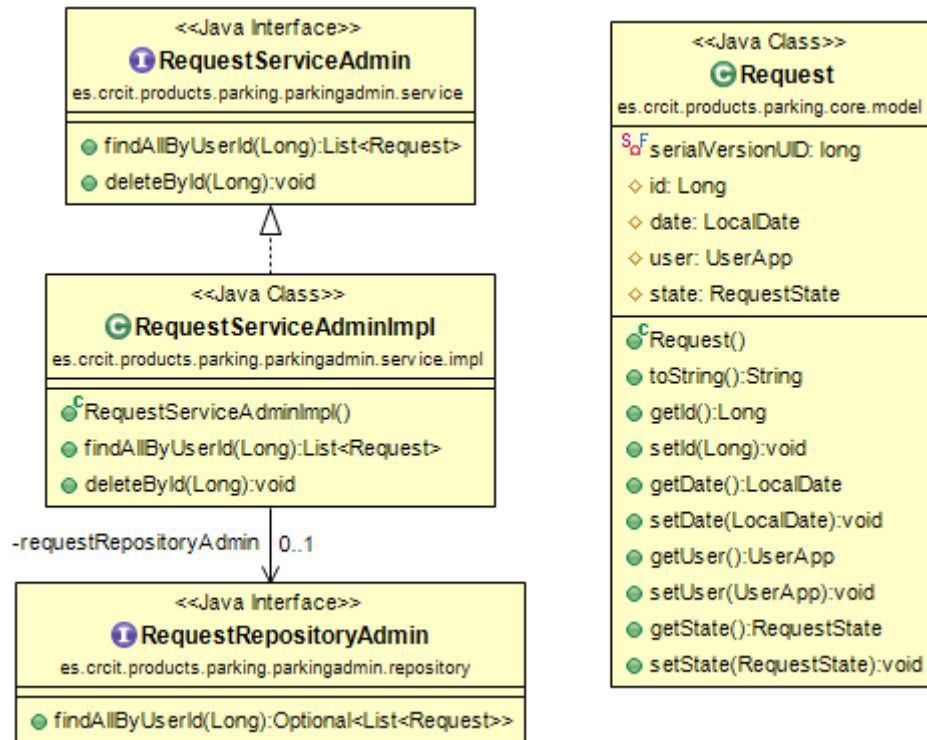 <<Java Interface>>
RequestServiceAdmin
es.crcit.products.parking.parkingadmin.service
findAllByUserId(Long):List<Request>
deleteById(Long):void
<<Java Class>>
RequestServiceAdminImpl
es.crcit.products.parking.parkingadmin.service.impl
RequestServiceAdminImpl()
findAllByUserId(Long):List<Request>
deleteById(Long):void
-requestRepositoryAdmin 0..1
<<Java Interface>>
RequestRepositoryAdmin
es.crcit.products.parking.parkingadmin.repository
findAllByUserId(Long):Optional<List<Request>>
<<Java Class>>
Request
es.crcit.products.parking.core.model
serialVersionUID: long
id: Long
date: LocalDate
user: UserApp
state: RequestState
Request()
toString():String
getId():Long
setId(Long):void
getDate():LocalDate
setDate(LocalDate):void
getUser():UserApp
setUser(UserApp):void
getState():RequestState
setState(RequestState):void